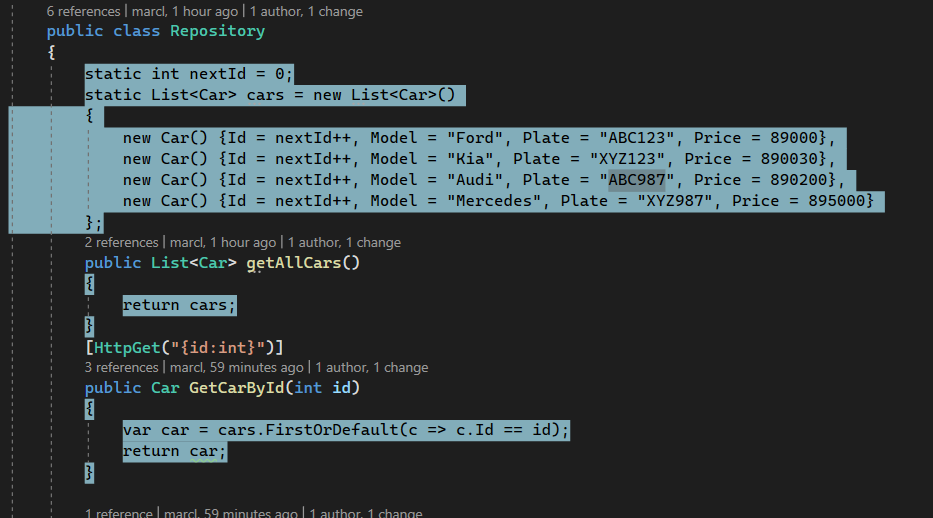 6 references | marcl, 1 hour ago | 1 author, 1 change
public class Repository
{
static int nextId = 0;
static List<Car> cars = new List<Car>()
{
new Car() {Id = nextId++, Model = "Ford", Plate = "ABC123", Price = 89000},
new Car() {Id = nextId++, Model = "Kia", Plate = "XYZ123", Price = 890030},
new Car() {Id = nextId++, Model = "Audi", Plate = "ABC987", Price = 890200},
new Car() {Id = nextId++, Model = "Mercedes", Plate = "XYZ987", Price = 895000}
};
2 references | marcl, 1 hour ago | 1 author, 1 change
public List<Car> getAllCars()
{
return cars;
}
[HttpGet("{id:int}")]
3 references | marcl, 59 minutes ago | 1 author, 1 change
public Car GetCarById(int id)
{
var car = cars.FirstOrDefault(c => c.Id == id);
return car;
}
1 reference | marcl, 59 minutes ago | 1 author, 1 change